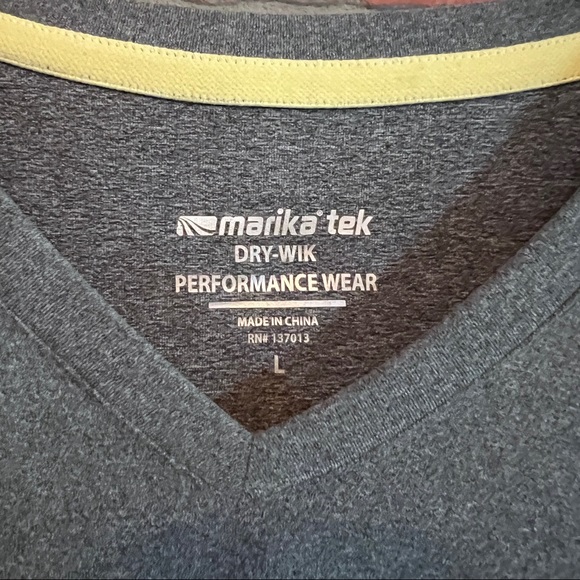 marika® tek
DRY-WIK
PERFORMANCE WEAR
MADE IN CHINA
RN# 137013
L